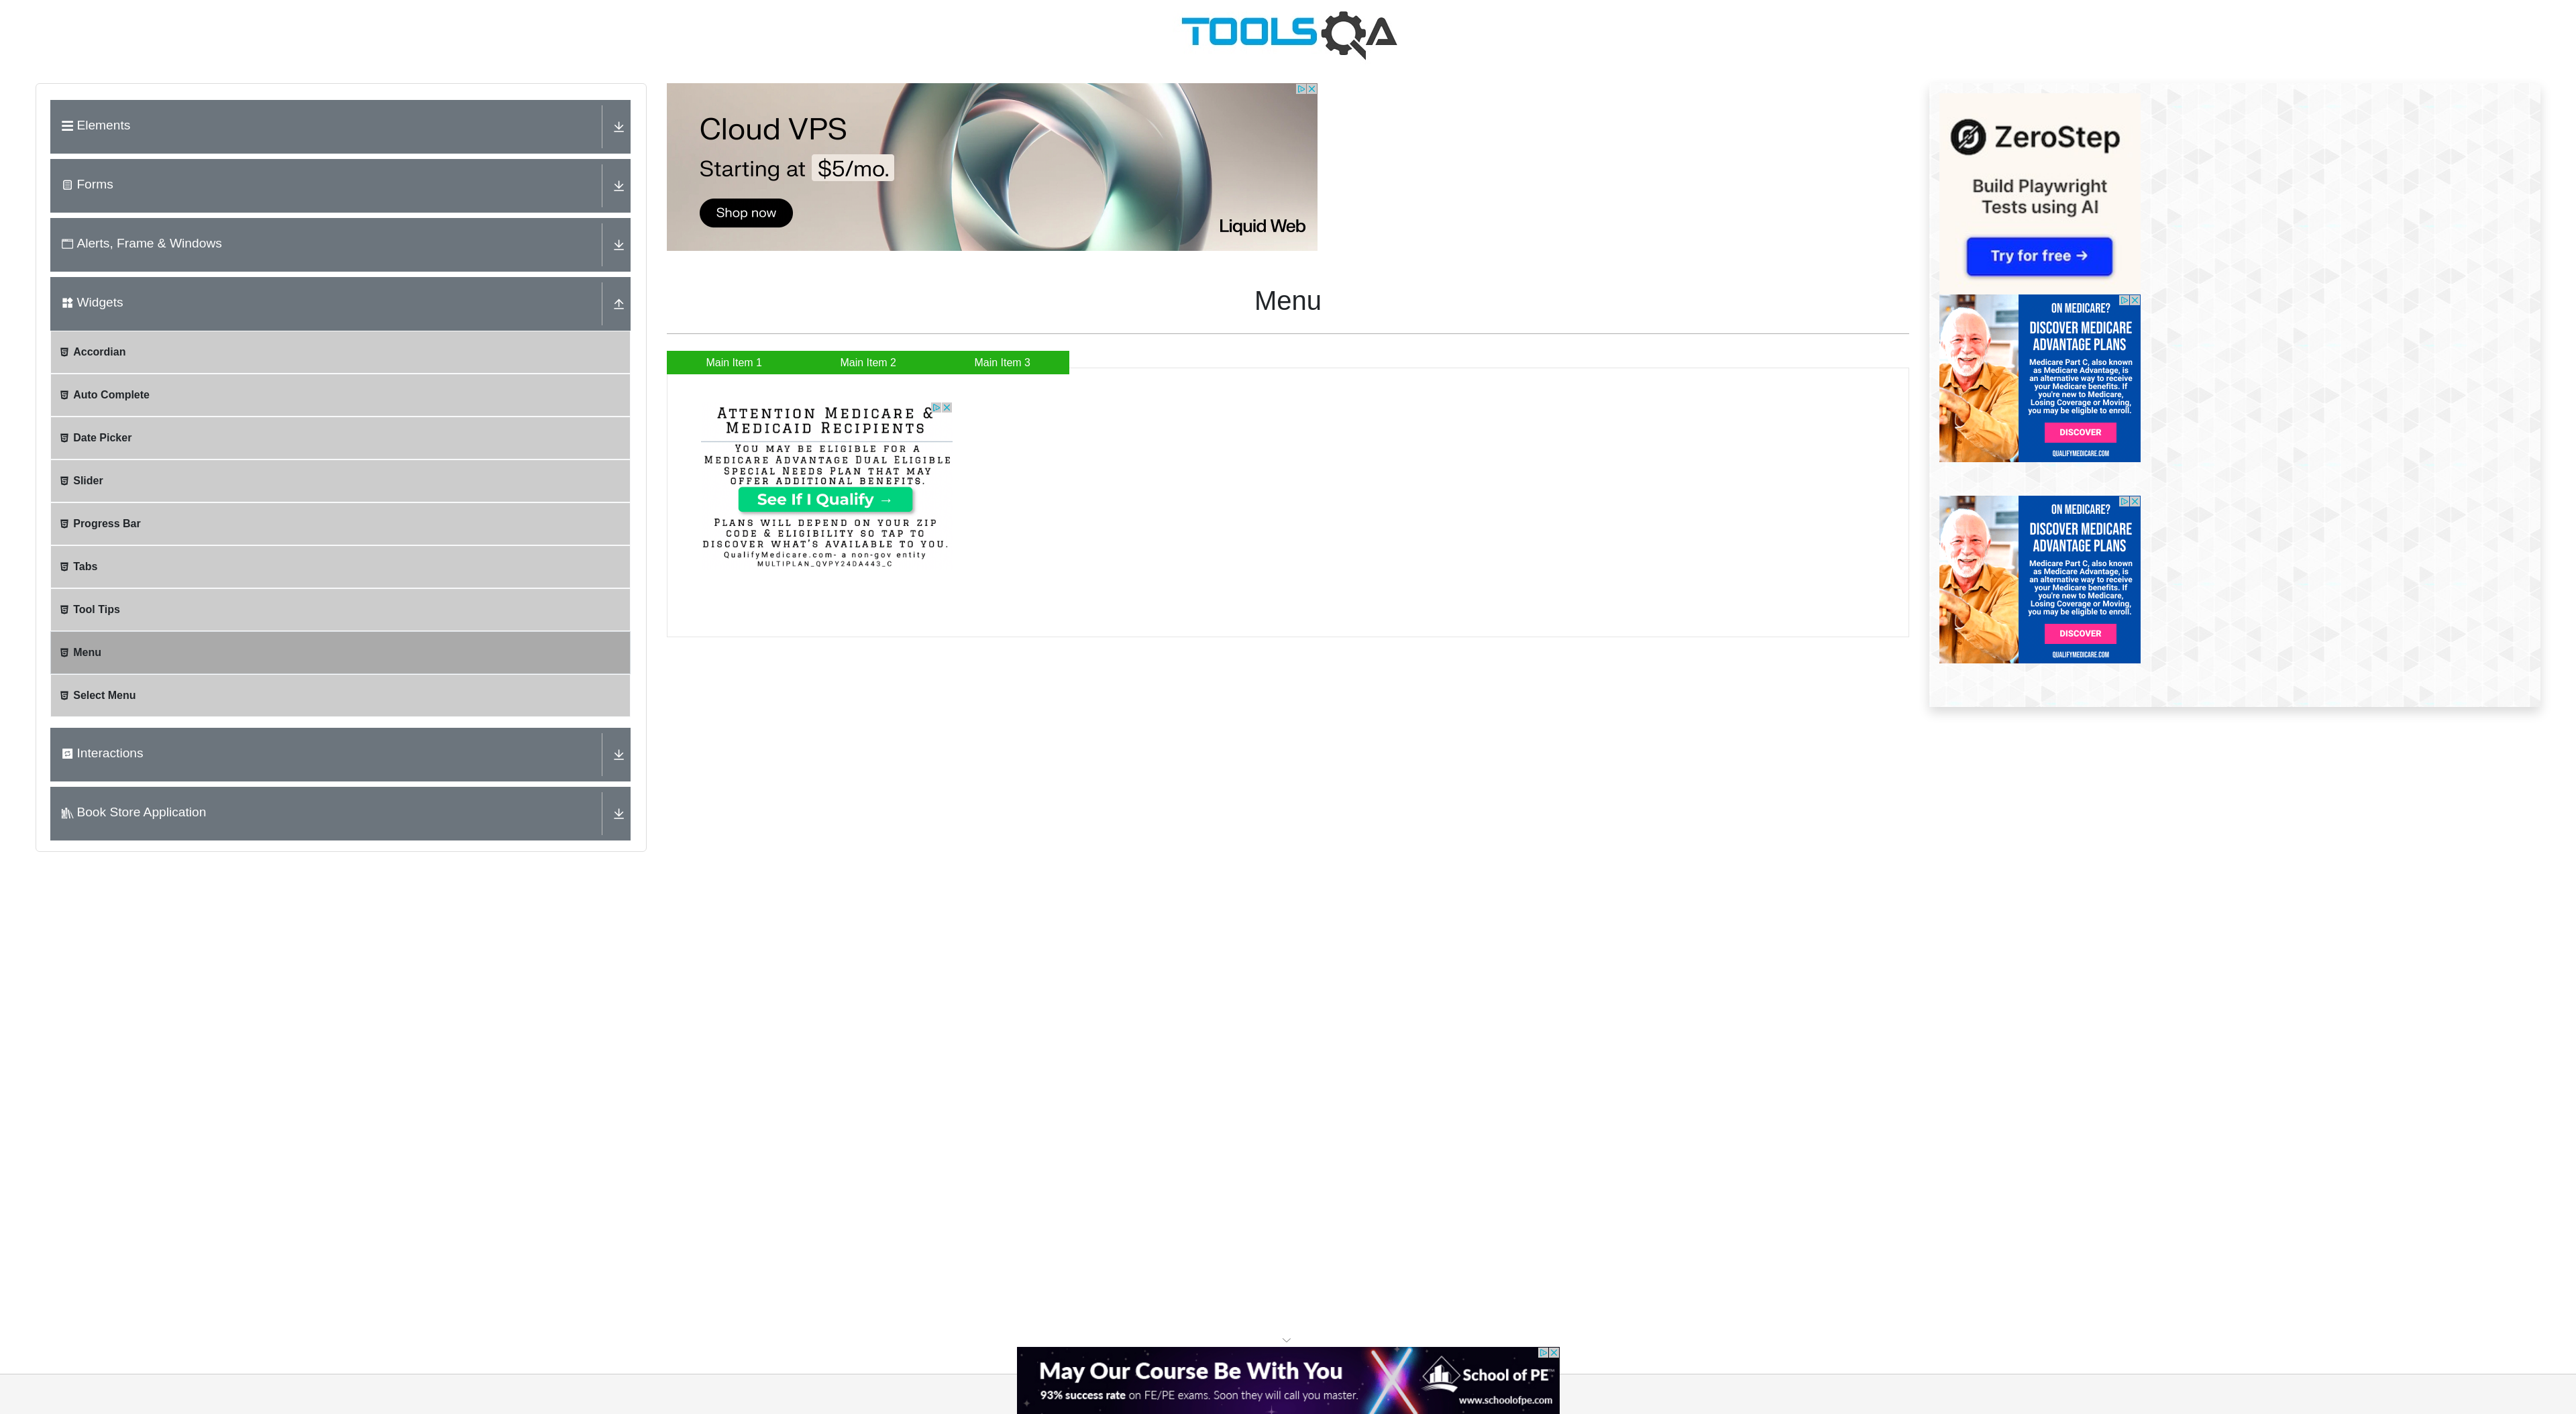 TOOLSQA
Elements
Forms
Alerts, Frame & Windows
Widgets
Accordian
Auto Complete
Date Picker
Slider
Progress Bar
Tabs
Tool Tips
Menu
Select Menu
Interactions
Book Store Application
Cloud VPS
Starting at $5/mo.
Shop now
Liquid Web
Menu
Main Item 1
Main Item 2
Main Item 3
Attention Medicare &
Medicaid Recipients
You may be eligible for a
Medicare Advantage Dual Eligible
Special Needs Plan that may
offer additional benefits.
See If I Qualify →
Plans will depend on your zip
code & eligibility so tap to
discover what's available to you.
QualifyMedicare.com- a non-gov entity
MULTIPLAN_QVPY24DA443_C
ZeroStep
Build Playwright
Tests using AI
Try for free →
ON MEDICARE?
DISCOVER MEDICARE
ADVANTAGE PLANS
Medicare Part C, also known
as Medicare Advantage, is
an alternative way to receive
your Medicare benefits. If
you're new to Medicare,
Losing Coverage or Moving,
you may be eligible to enroll.
DISCOVER
QUALIFYMEDICARE.COM
ON MEDICARE?
DISCOVER MEDICARE
ADVANTAGE PLANS
Medicare Part C, also known
as Medicare Advantage, is
an alternative way to receive
your Medicare benefits. If
you're new to Medicare,
Losing Coverage or Moving,
you may be eligible to enroll.
DISCOVER
QUALIFYMEDICARE.COM
May Our Course Be With You
93% success rate on FE/PE exams. Soon they will call you master.
School of PE
www.schoolofpe.com